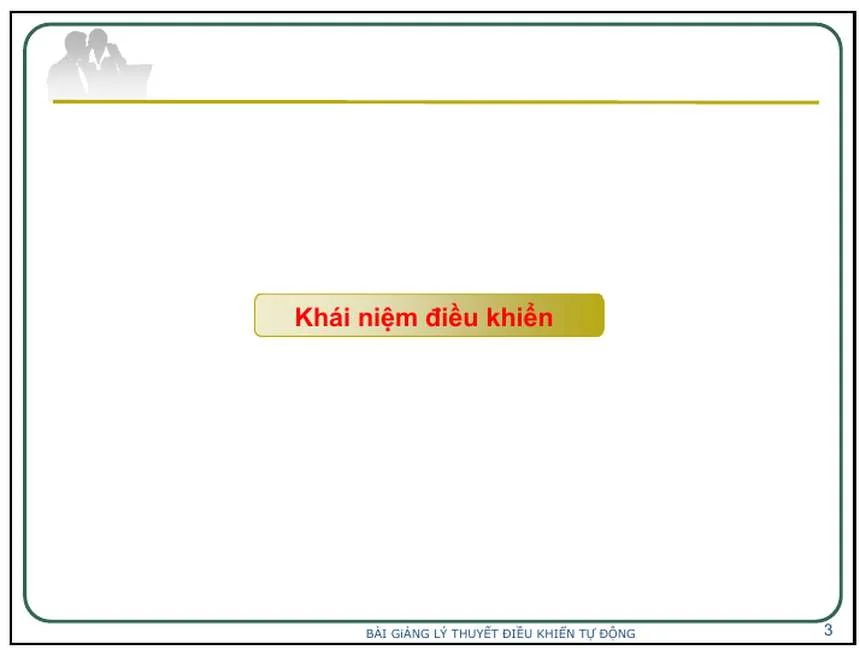 Khái niệm điều khiển
BÀI GiẢNG LÝ THUYẾT ĐIỀU KHIỂN TỰ ĐỘNG
3